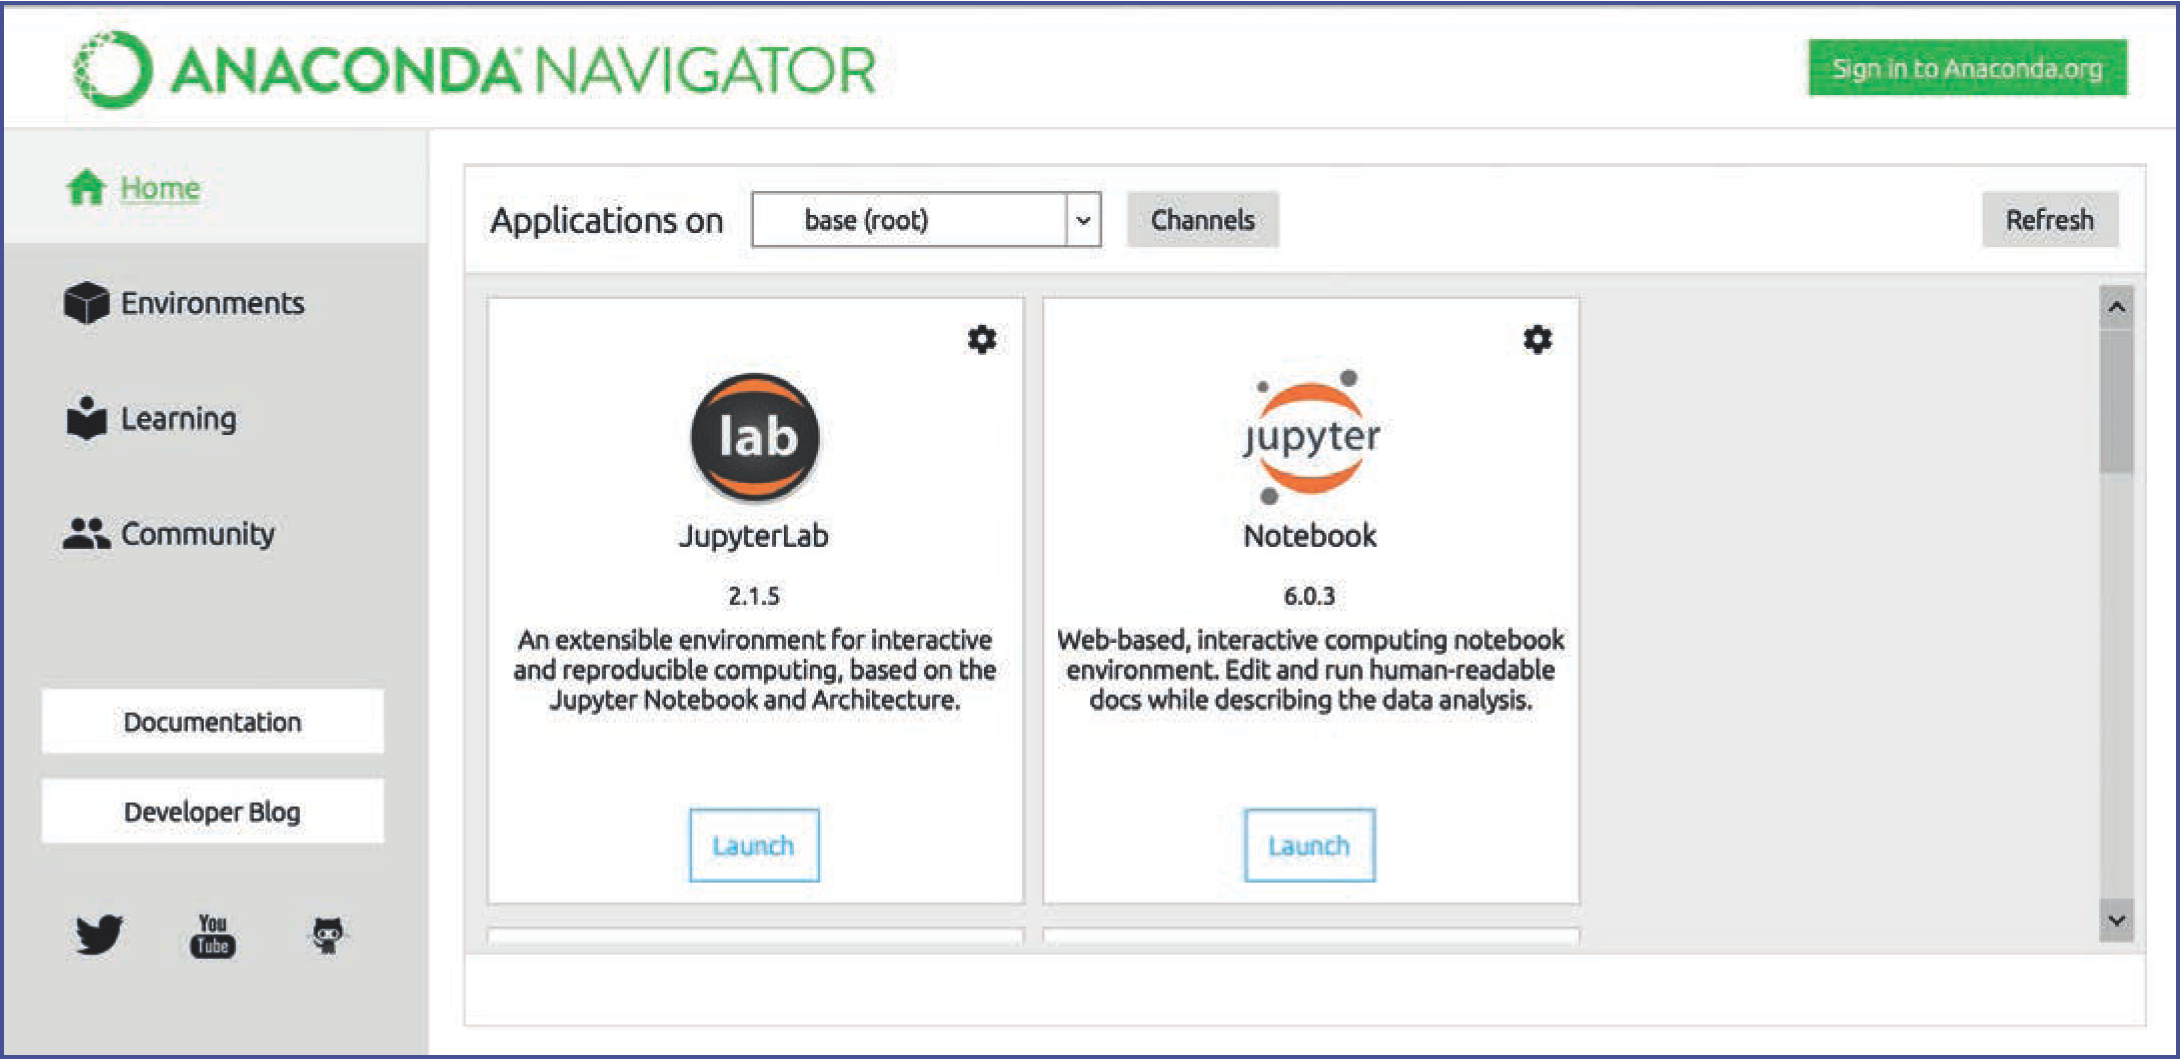 ANACONDA NAVIGATOR
Sign in to Anaconda.org
Home
Environments
Learning
Community
Documentation
Developer Blog
You
Tube
Applications on
base (root)
Channels
Refresh
lab
JupyterLab
2.1.5
An extensible environment for interactive
and reproducible computing, based on the
Jupyter Notebook and Architecture.
Launch
jupyter
Notebook
6.0.3
Web-based, interactive computing notebook
environment. Edit and run human-readable
docs while describing the data analysis.
Launch